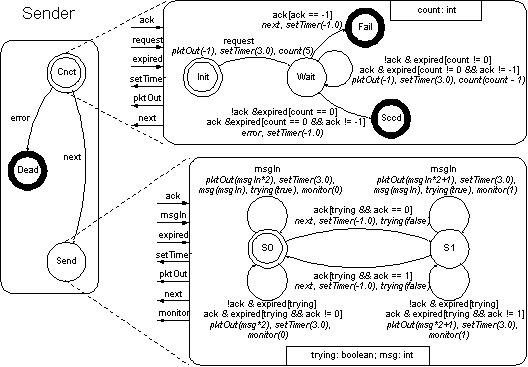 Sender
Cnct
error
Dead
next
Send
ack
request
expired
setTimer
pktOut
next
count: int
ack[ack == -1]
next, setTimer(-1.0)
Fail
request
pktOut(-1), setTimer(3.0), count(5)
Init
Wait
!ack & expired[count != 0]
ack & expired[count != 0 && ack != -1]
pktOut(-1), setTimer(3.0), count(count - 1)
!ack &expired[count == 0]
ack &expired[count == 0 && ack != -1]
error, setTimer(-1.0)
Sccd
ack
msgIn
expired
setTimer
pktOut
next
monitor
msgIn
pktOut(msgIn*2), setTimer(3.0),
msg(msgIn), trying(true), monitor(0)
msgIn
pktOut(msgIn*2+1), setTimer(3.0),
msg(msgIn), trying(true), monitor(1)
ack[trying && ack == 0]
next, setTimer(-1.0), trying(false)
S0
S1
ack[trying && ack == 1]
next, setTimer(-1.0), trying(false)
!ack & expired[trying]
ack & expired[trying && ack != 0]
pktOut(msg*2), setTimer(3.0),
monitor(0)
!ack & expired[trying]
ack & expired[trying && ack != 1]
pktOut(msg*2+1), setTimer(3.0),
monitor(1)
trying: boolean; msg: int